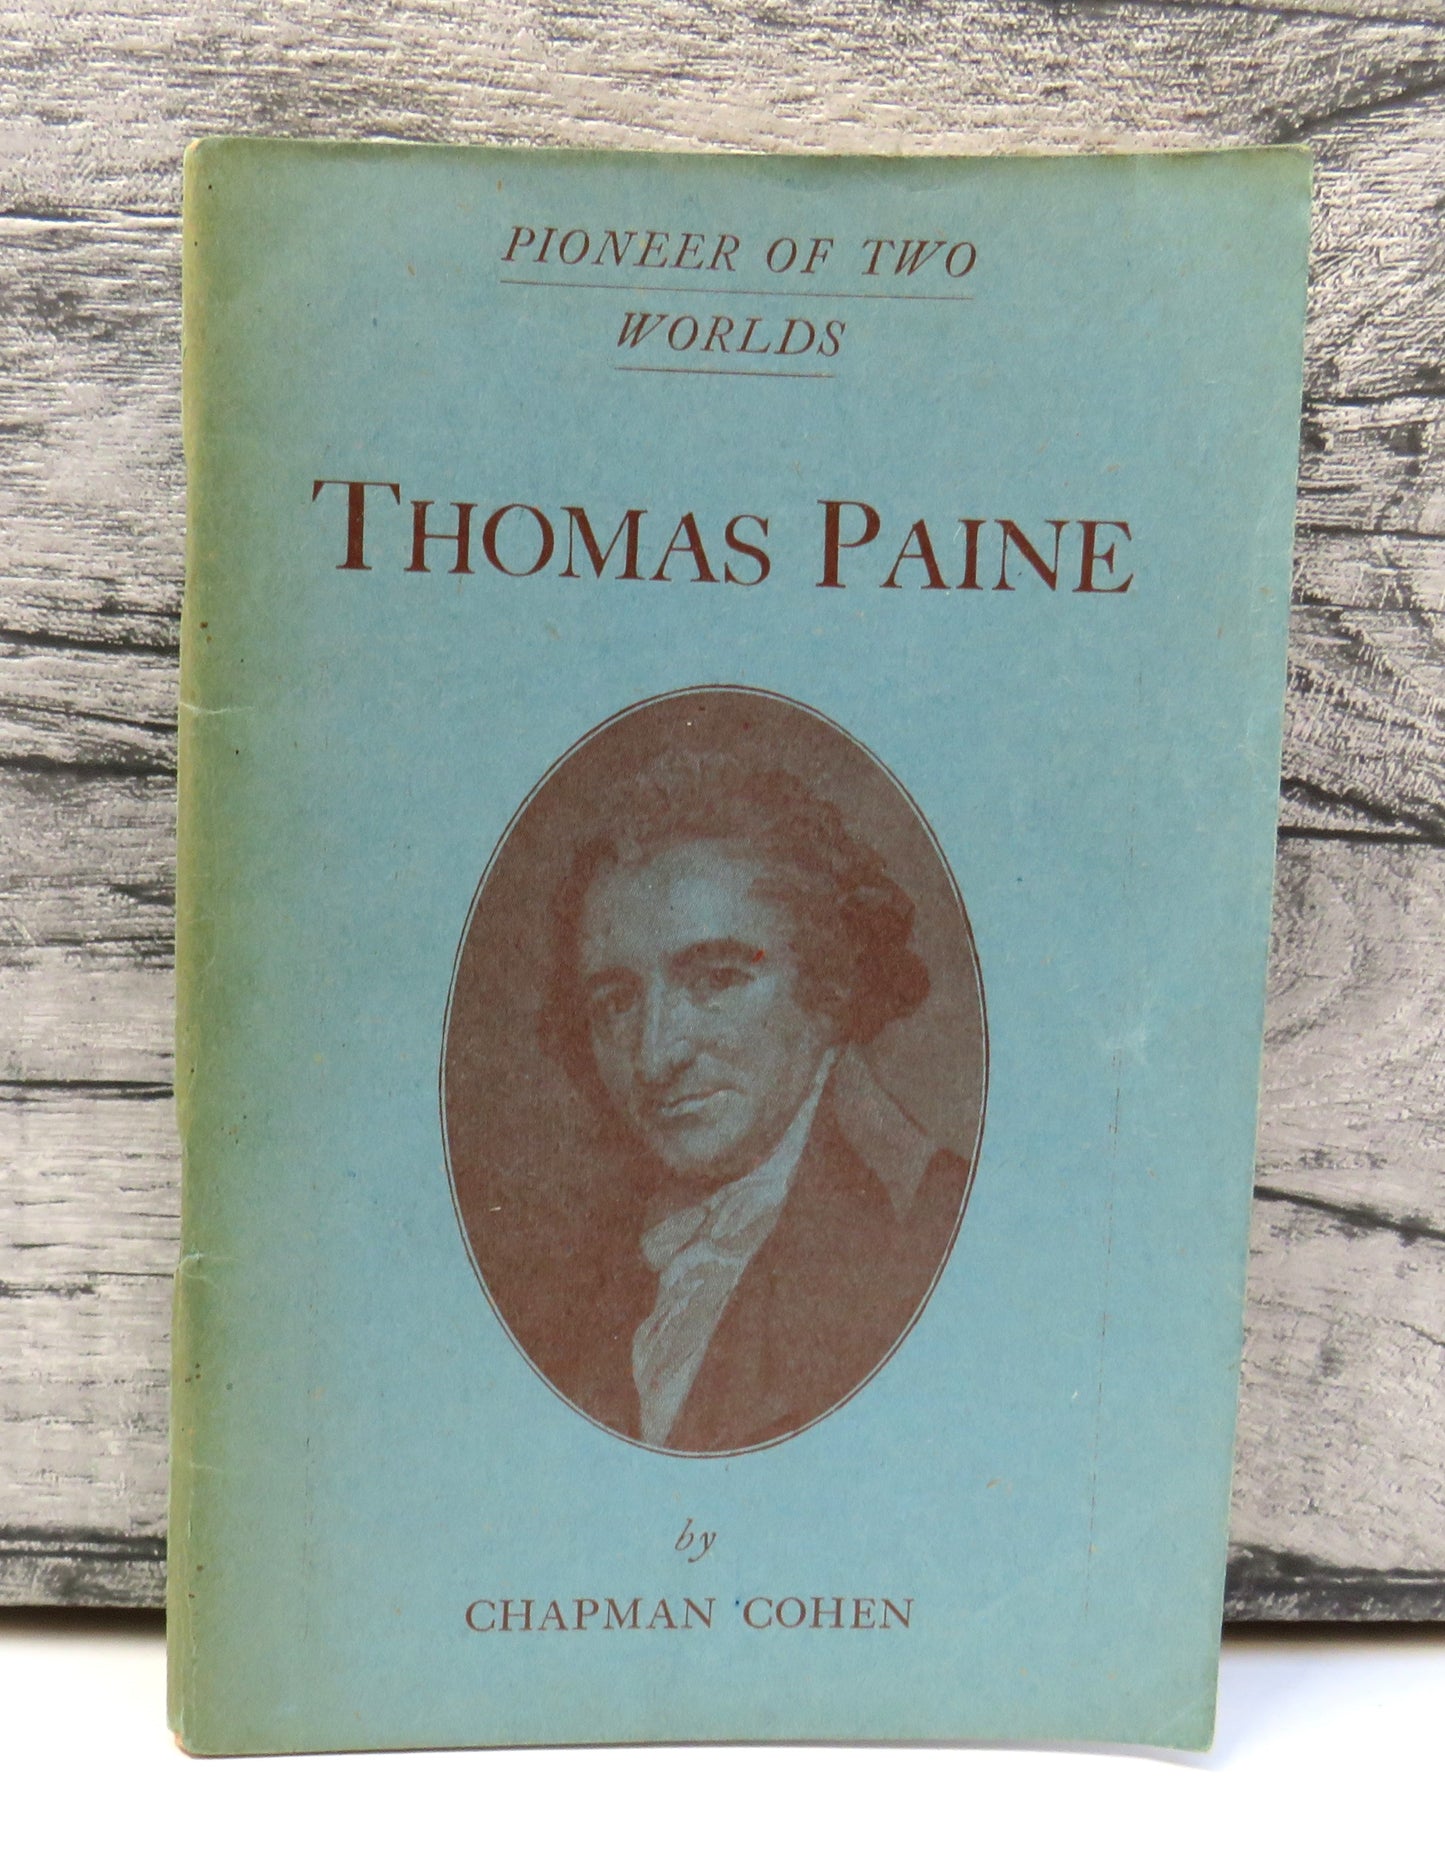 PIONEER OF TWO
WORLDS
THOMAS PAINE
by
CHAPMAN COHEN